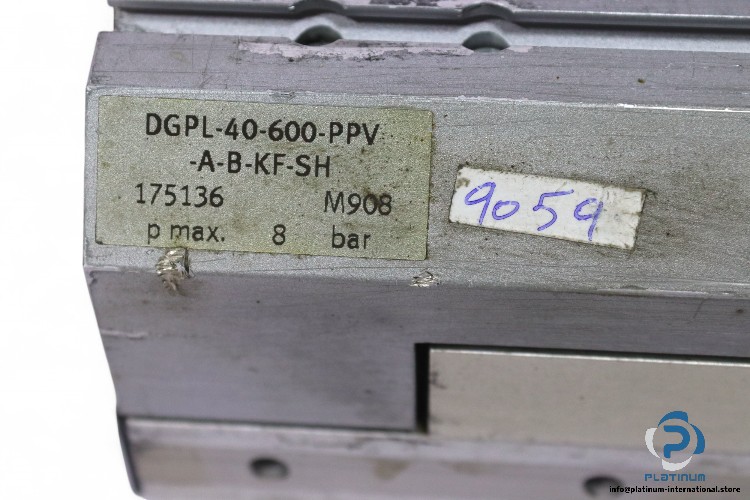 DGPL-40-600-PPV
-A-B-KF-SH
175136 M908
p max. 8 bar
9059
PLATINUM
info@platinum-international.store